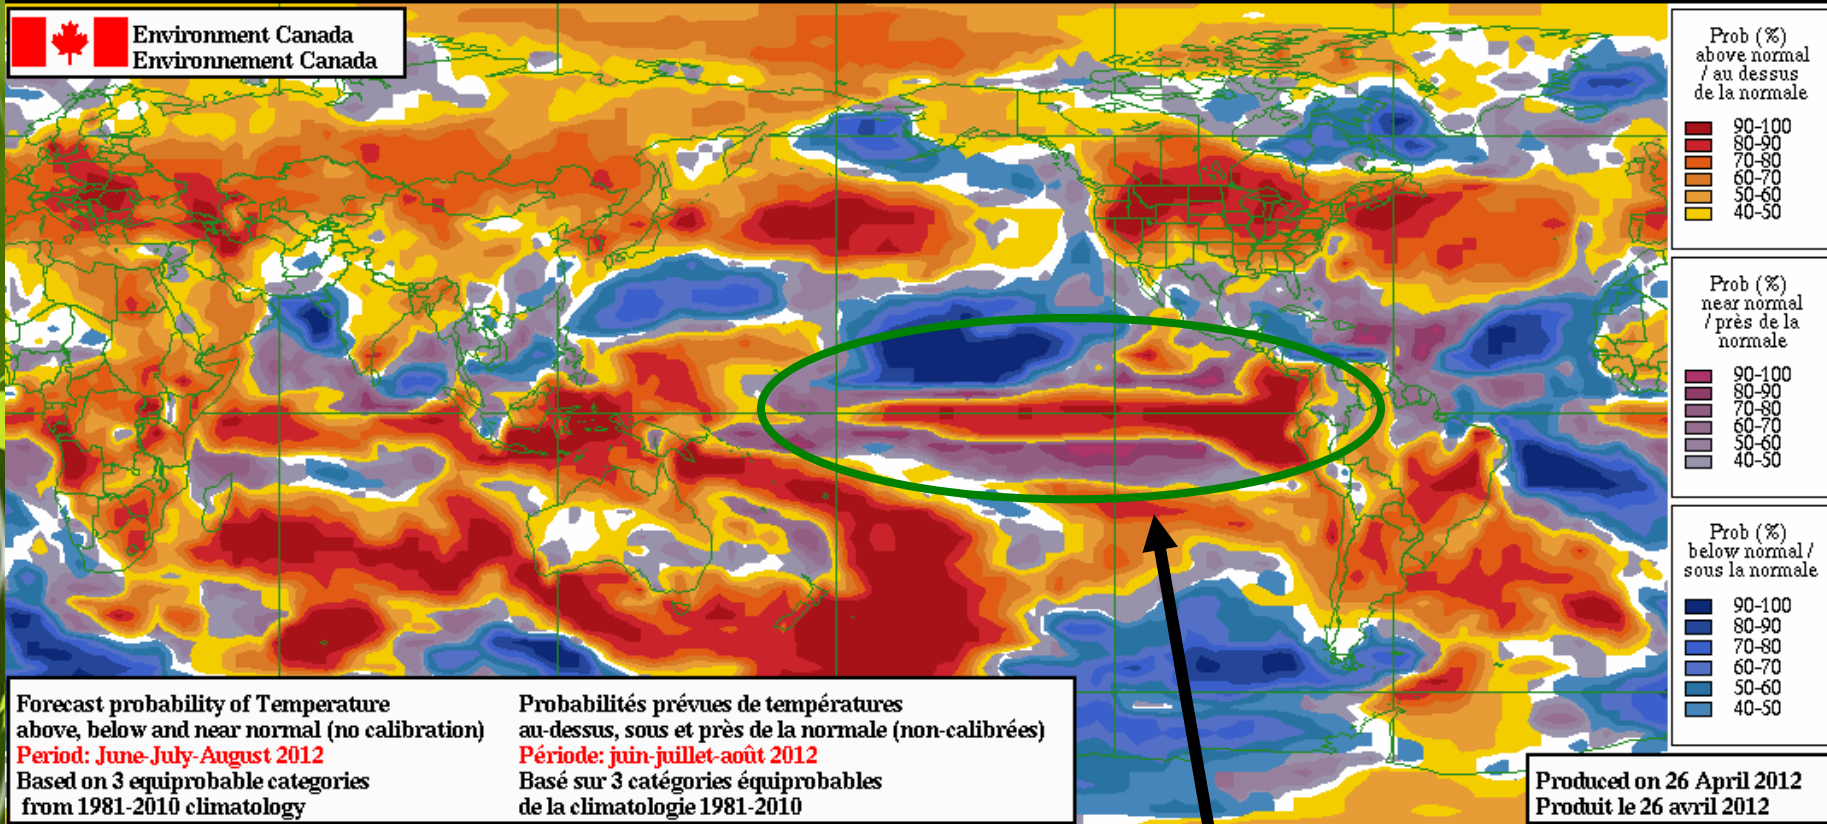 Environment Canada
Environnement Canada
Prob (%)
above normal
/ au dessus
de la normale
90-100
80-90
70-80
60-70
50-60
40-50
Prob (%)
near normal
/ près de la
normale
90-100
80-90
70-80
60-70
50-60
40-50
Prob (%)
below normal /
sous la normale
90-100
80-90
70-80
60-70
50-60
40-50
Forecast probability of Temperature
above, below and near normal (no calibration)
Period: June-July-August 2012
Based on 3 equiprobable categories
from 1981-2010 climatology
Probabilités prévues de températures
au-dessus, sous et près de la normale (non-calibrées)
Période: juin-juillet-août 2012
Basé sur 3 catégories équiprobables
de la climatologie 1981-2010
Produced on 26 April 2012
Produit le 26 avril 2012